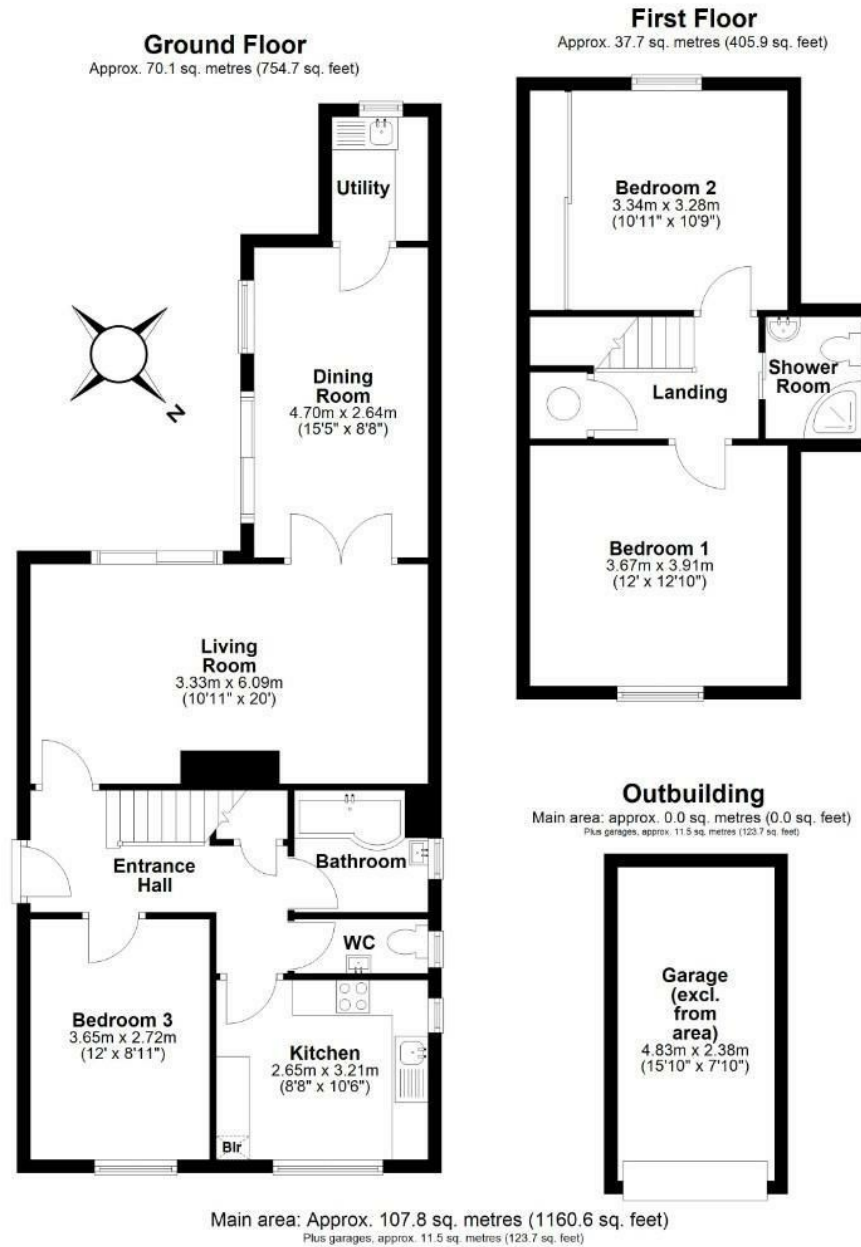 Ground Floor
Approx. 70.1 sq. metres (754.7 sq. feet)
Utility
Dining
Room
4.70m x 2.64m
(15'5" x 8'8")
N
Living
Room
3.33m x 6.09m
(10'11" x 20')
Entrance
Hall
Bathroom
WC
Bedroom 3
3.65m x 2.72m
(12' x 8'11")
Kitchen
2.65m x 3.21m
(8'8" x 10'6")
Blr
First Floor
Approx. 37.7 sq. metres (405.9 sq. feet)
Bedroom 2
3.34m x 3.28m
(10'11" x 10'9")
Landing
Shower
Room
Bedroom 1
3.67m x 3.91m
(12' x 12'10")
Outbuilding
Main area: approx. 0.0 sq. metres (0.0 sq. feet)
Plus garages, approx. 11.5 sq. metres (123.7 sq. feet)
Garage
(excl.
from
area)
4.83m x 2.38m
(15'10" x 7'10")
Main area: Approx. 107.8 sq. metres (1160.6 sq. feet)
Plus garages, approx. 11.5 sq. metres (123.7 sq. feet)